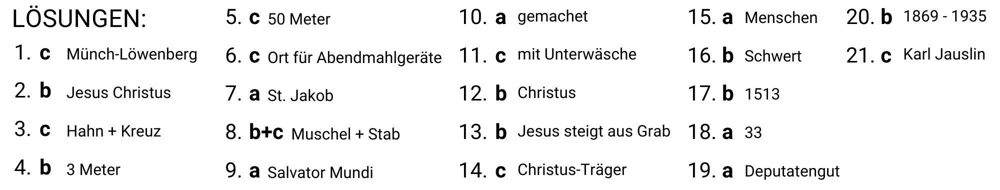 LÖSUNGEN:
1. c Münch-Löwenberg
2. b Jesus Christus
3. c Hahn + Kreuz
4. b 3 Meter
5. c 50 Meter
6. c Ort für Abendmahlgeräte
7. a St. Jakob
8. b+c Muschel + Stab
9. a Salvator Mundi
10. a gemachet
11. c mit Unterwäsche
12. b Christus
13. b Jesus steigt aus Grab
14. c Christus-Träger
15. a Menschen
16. b Schwert
17. b 1513
18. a 33
19. a Deputatengut
20. b 1869 - 1935
21. c Karl Jauslin